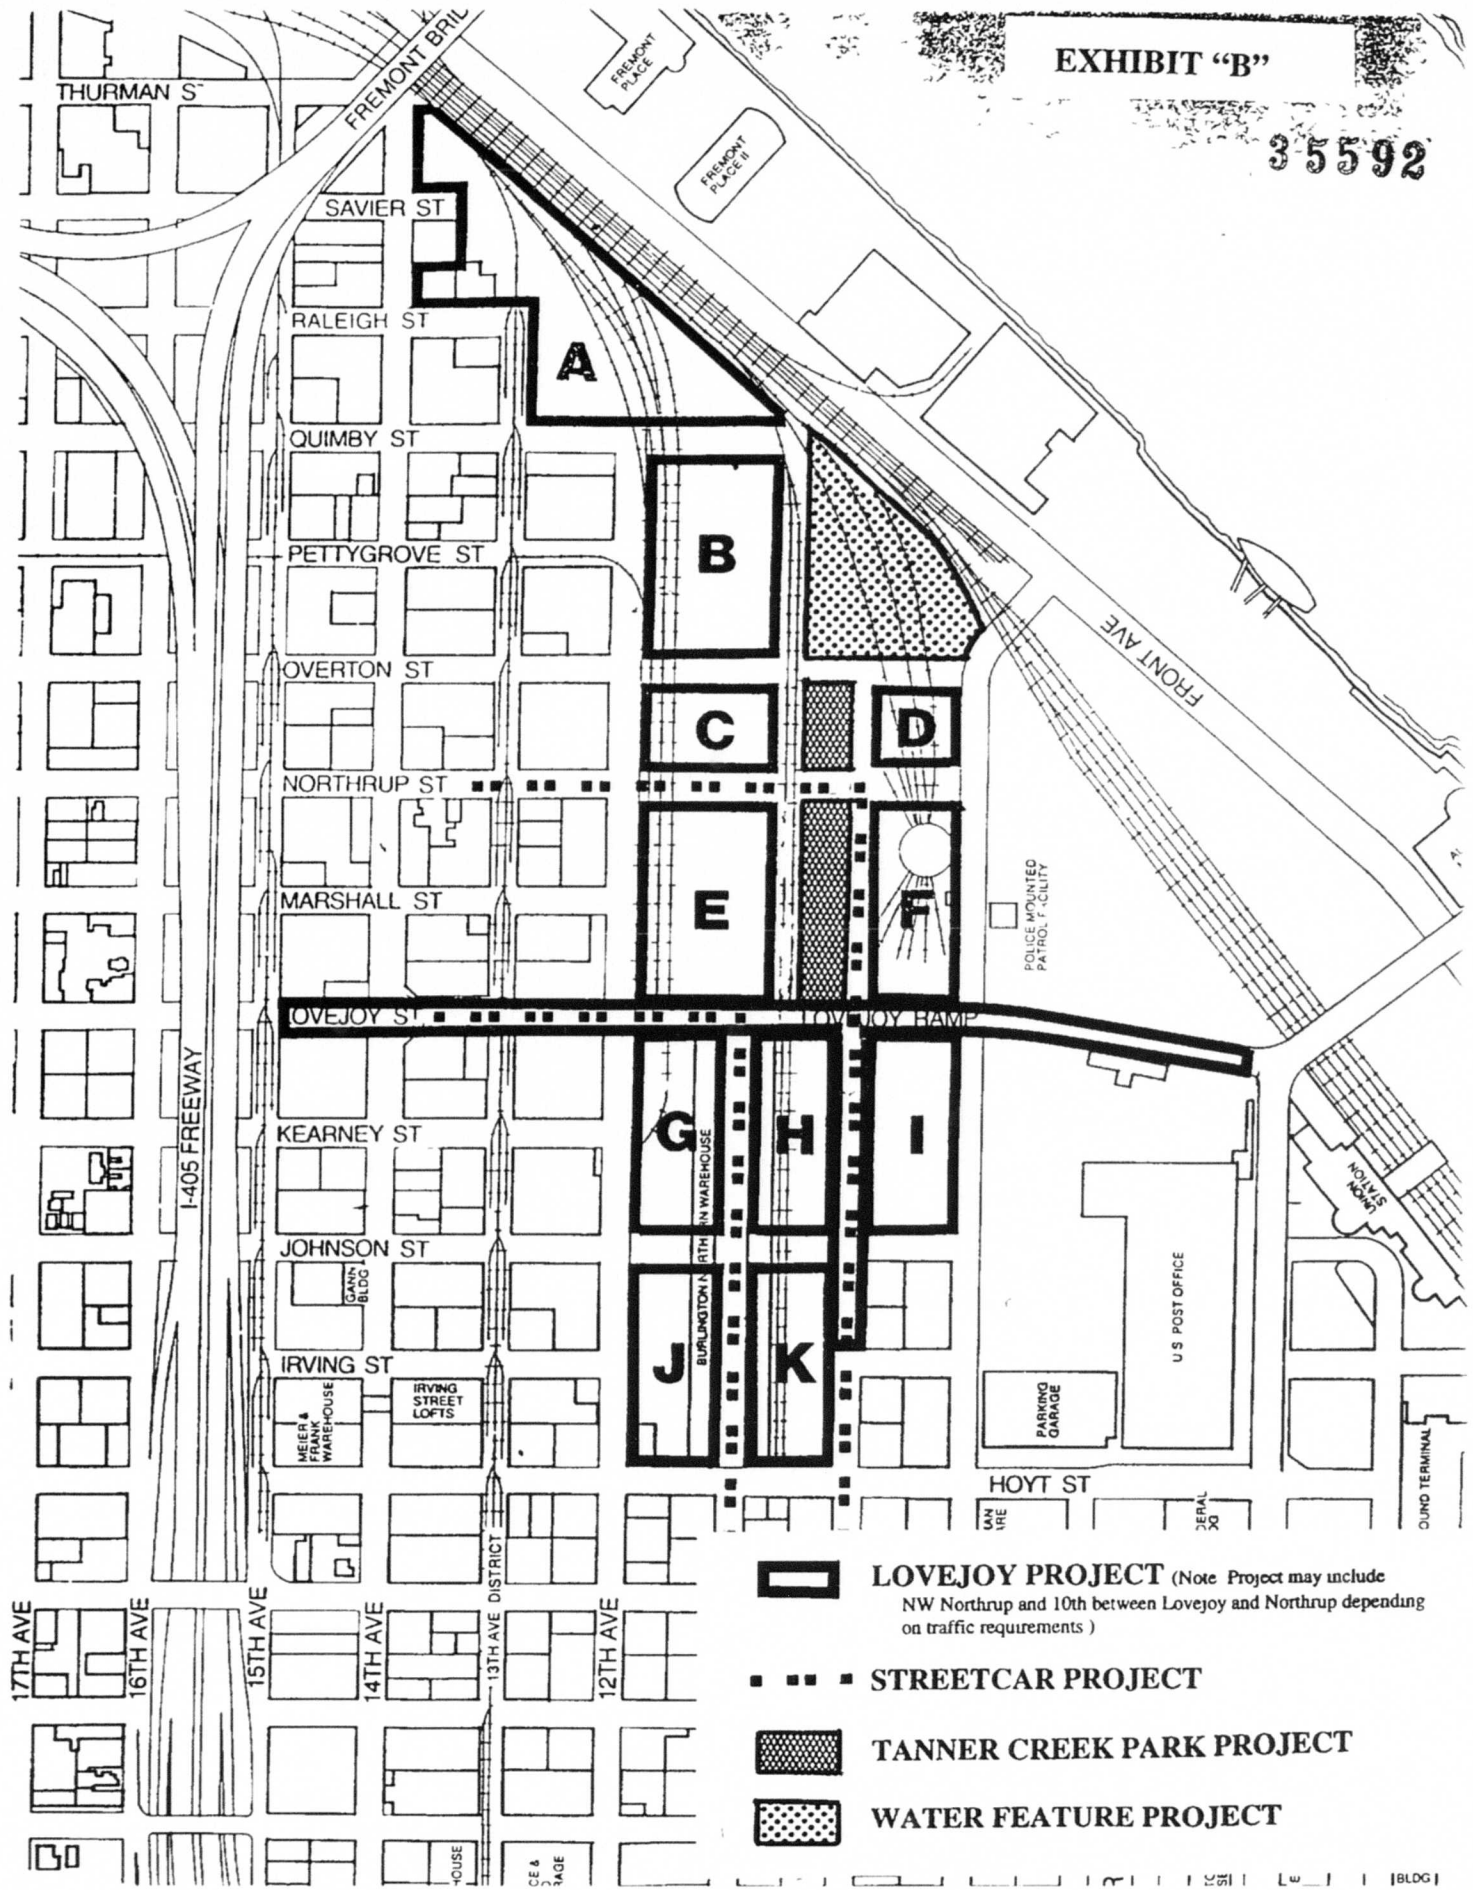 EXHIBIT “B”
35592
THURMAN S
FREMONT BRI
FREMONT
PLACE
FREMONT
PLACE II
SAVIER ST
RALEIGH ST
A
QUIMBY ST
PETTYGROVE ST
B
FRONT AVE
OVERTON ST
C
D
NORTHRUP ST
MARSHALL ST
E
F
POLICE MOUNTED
PATROL FACILITY
LOVEJOY ST
LOVEJOY RAMP
I-405 FREEWAY
KEARNEY ST
G
H
I
BURLINGTON NORTHERN WAREHOUSE
UNION
STATION
JOHNSON ST
GANN
BLDG
U S POST OFFICE
IRVING ST
J
K
MEIER &
FRANK
WAREHOUSE
IRVING
STREET
LOFTS
PARKING
GARAGE
HOYT ST
OUND TERMINAL
17TH AVE
16TH AVE
15TH AVE
14TH AVE
13TH AVE DISTRICT
12TH AVE
LOVEJOY PROJECT (Note Project may include
NW Northrup and 10th between Lovejoy and Northrup depending
on traffic requirements )
STREETCAR PROJECT
TANNER CREEK PARK PROJECT
WATER FEATURE PROJECT
HOUSE
CE &
RAGE
BLDG